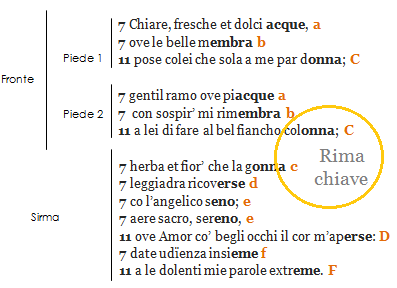 7 Chiare, fresche et dolci acque, a
7 ove le belle membra b
Piede 1
11 pose colei che sola a me par donna; C
Fronte
7 gentil ramo ove piacque a
Piede 2
7 con sospir' mi rimembra b
11 a lei di fare al bel fiancho colonna; C
Rima
chiave
7 herba et fior' che la gonna c
7 leggiadra ricoverse d
7 co l'angelico seno; e
Sirma
7 aere sacro, sereno, e
11 ove Amor co' begli occhi il cor m'aperse: D
7 date udïenza insieme f
11 a le dolenti mie parole extreme. F